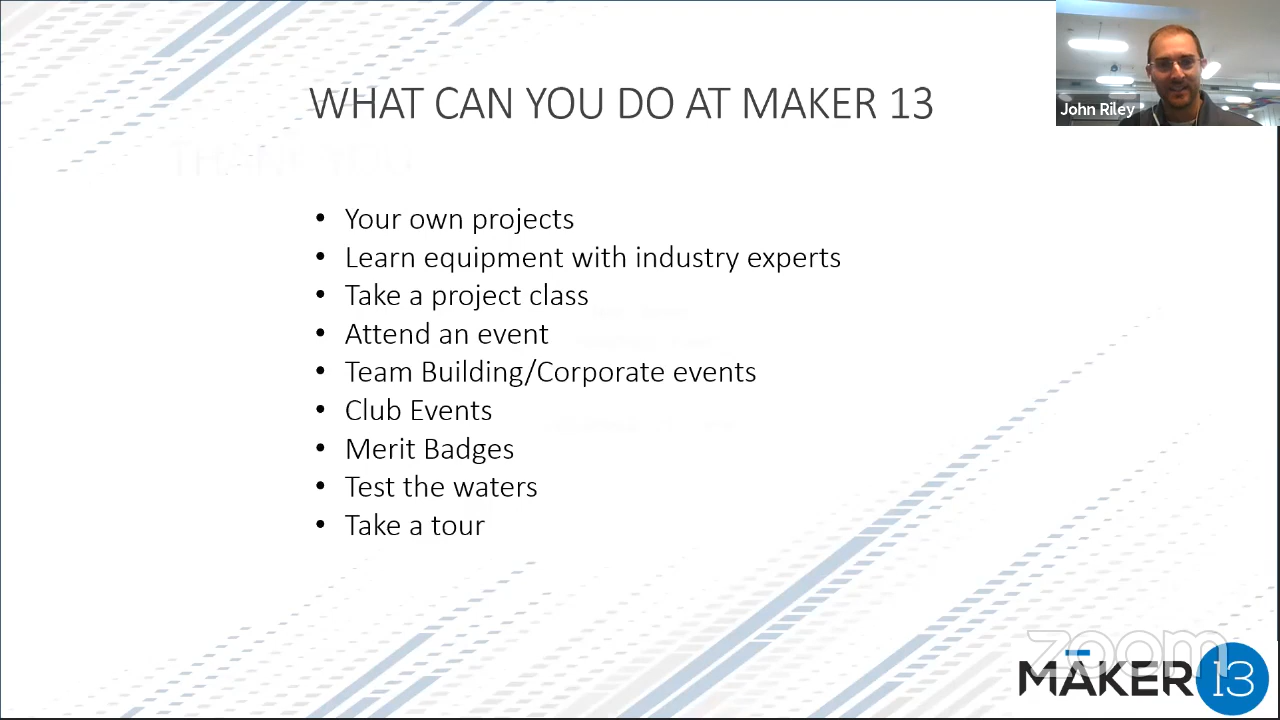 WHAT CAN YOU DO AT MAKER 13
John Riley
• Your own projects
• Learn equipment with industry experts
• Take a project class
• Attend an event
• Team Building/Corporate events
• Club Events
• Merit Badges
• Test the waters
• Take a tour
zoom
MAKER 13